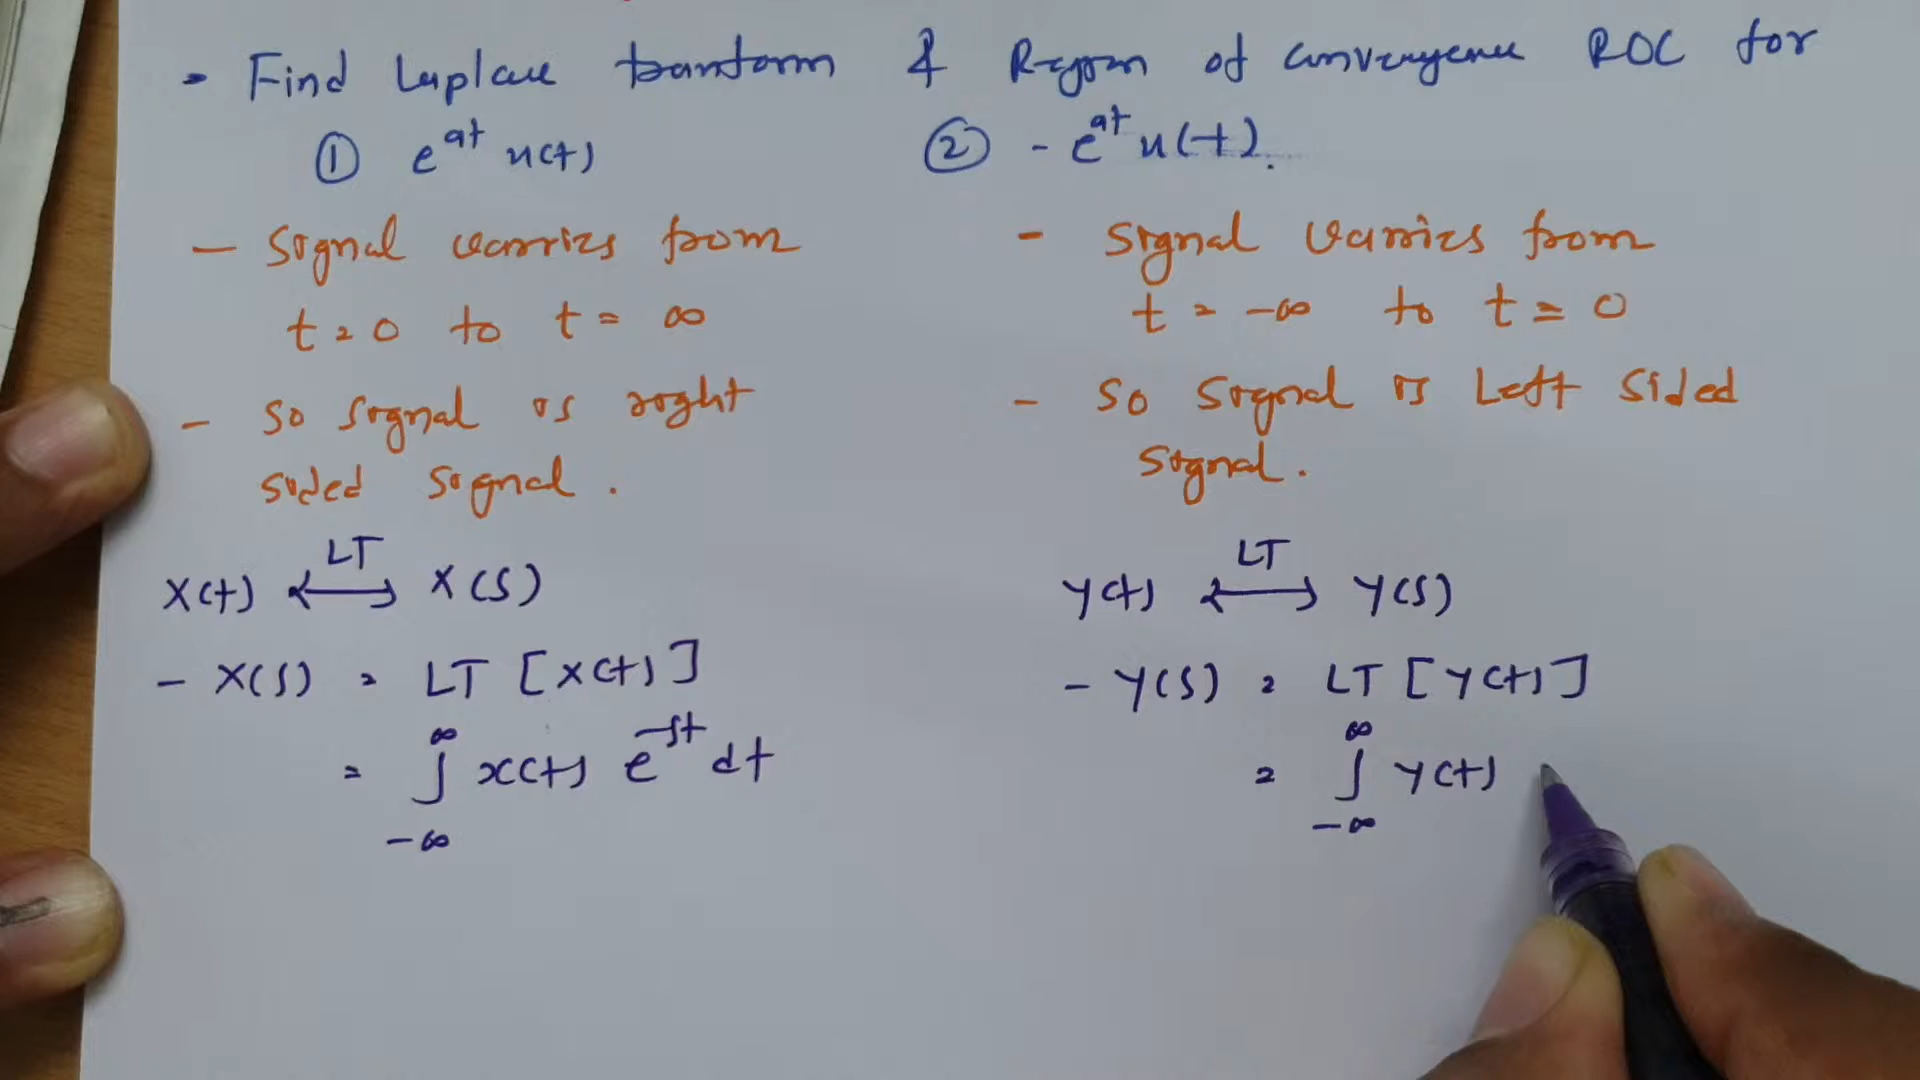 - Find Laplace transform & Region of convergence ROC for
① e^at u(t) ② - e^at u(t).
- Signal varries from
t = 0 to t = ∞
- So signal is right
sided signal.
- Signal varries from
t = -∞ to t = 0
- So Signal is Left Sided
Signal.
X(t) <-LT-> X(s)
- X(s) = LT [X(t)]
= ∫_{-∞}^{∞} x(t) e^{-st} dt
Y(t) <-LT-> Y(s)
- Y(s) = LT [Y(t)]
= ∫_{-∞}^{∞} Y(t)